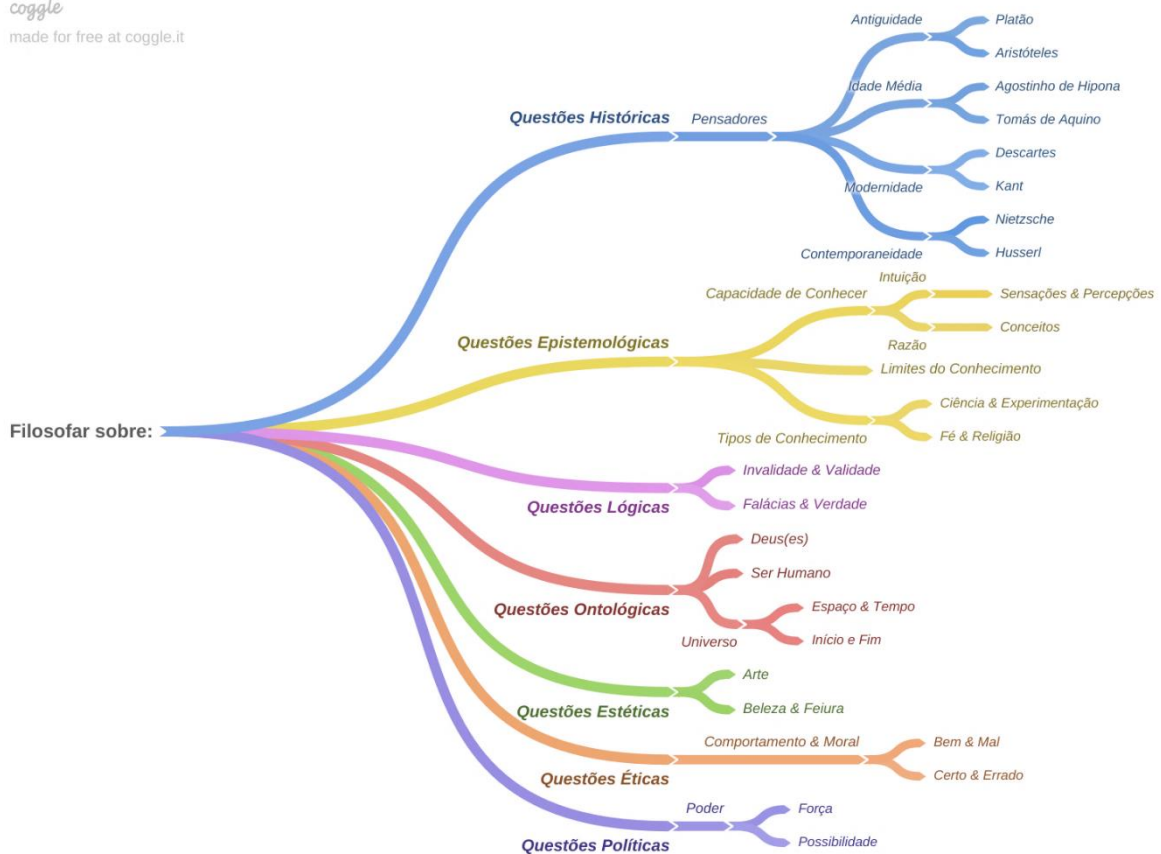 coggle
made for free at coggle.it
Filosofar sobre:
Questões Históricas
Pensadores
Antiguidade
Platão
Aristóteles
Idade Média
Agostinho de Hipona
Tomás de Aquino
Modernidade
Descartes
Kant
Contemporaneidade
Nietzsche
Husserl
Questões Epistemológicas
Capacidade de Conhecer
Intuição
Sensações & Percepções
Razão
Conceitos
Limites do Conhecimento
Tipos de Conhecimento
Ciência & Experimentação
Fé & Religião
Questões Lógicas
Invalidade & Validade
Falácias & Verdade
Questões Ontológicas
Deus(es)
Ser Humano
Universo
Espaço & Tempo
Início e Fim
Questões Estéticas
Arte
Beleza & Feiura
Questões Éticas
Comportamento & Moral
Bem & Mal
Certo & Errado
Questões Políticas
Poder
Força
Possibilidade